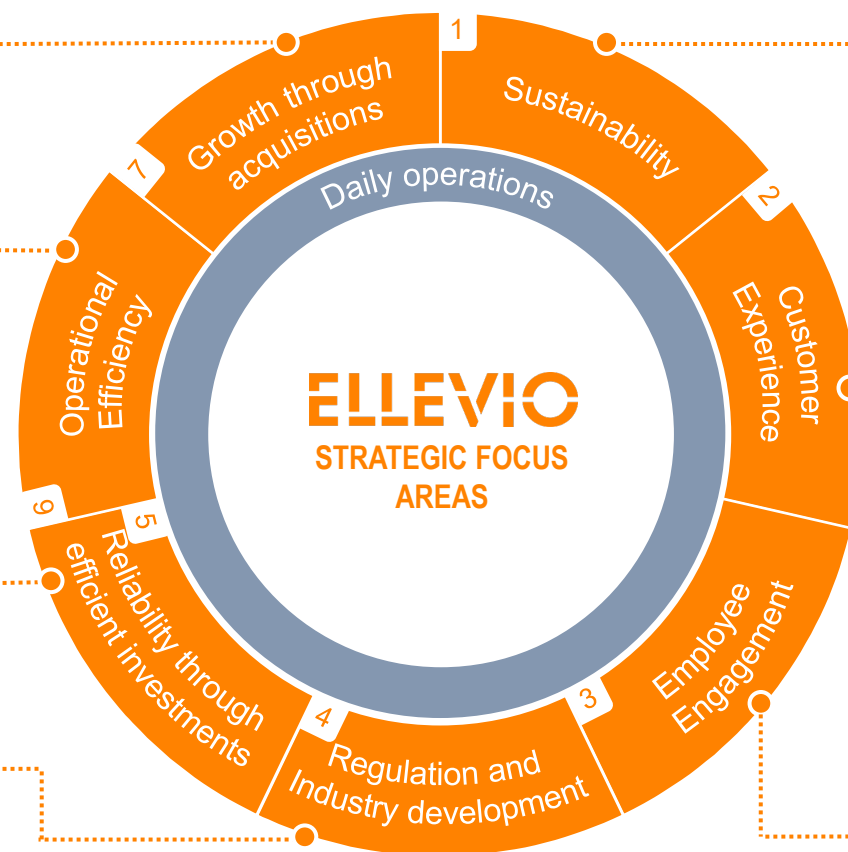 1
Sustainability
2
Customer
Experience
3
Employee
Engagement
4
Regulation and
Industry development
5
Reliability through
efficient investments
6
Operational
Efficiency
7
Growth through
acquisitions
Daily operations
ELLEVIO
STRATEGIC FOCUS
AREAS